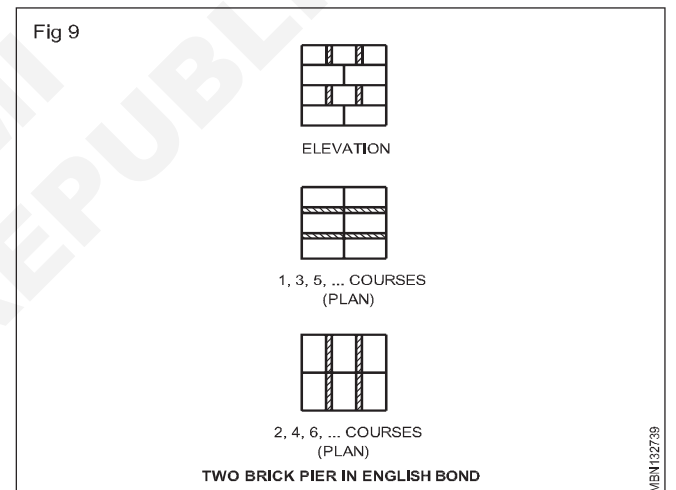 Fig 9
ELEVATION
1, 3, 5, ... COURSES
(PLAN)
2, 4, 6, ... COURSES
(PLAN)
TWO BRICK PIER IN ENGLISH BOND
MBN132739